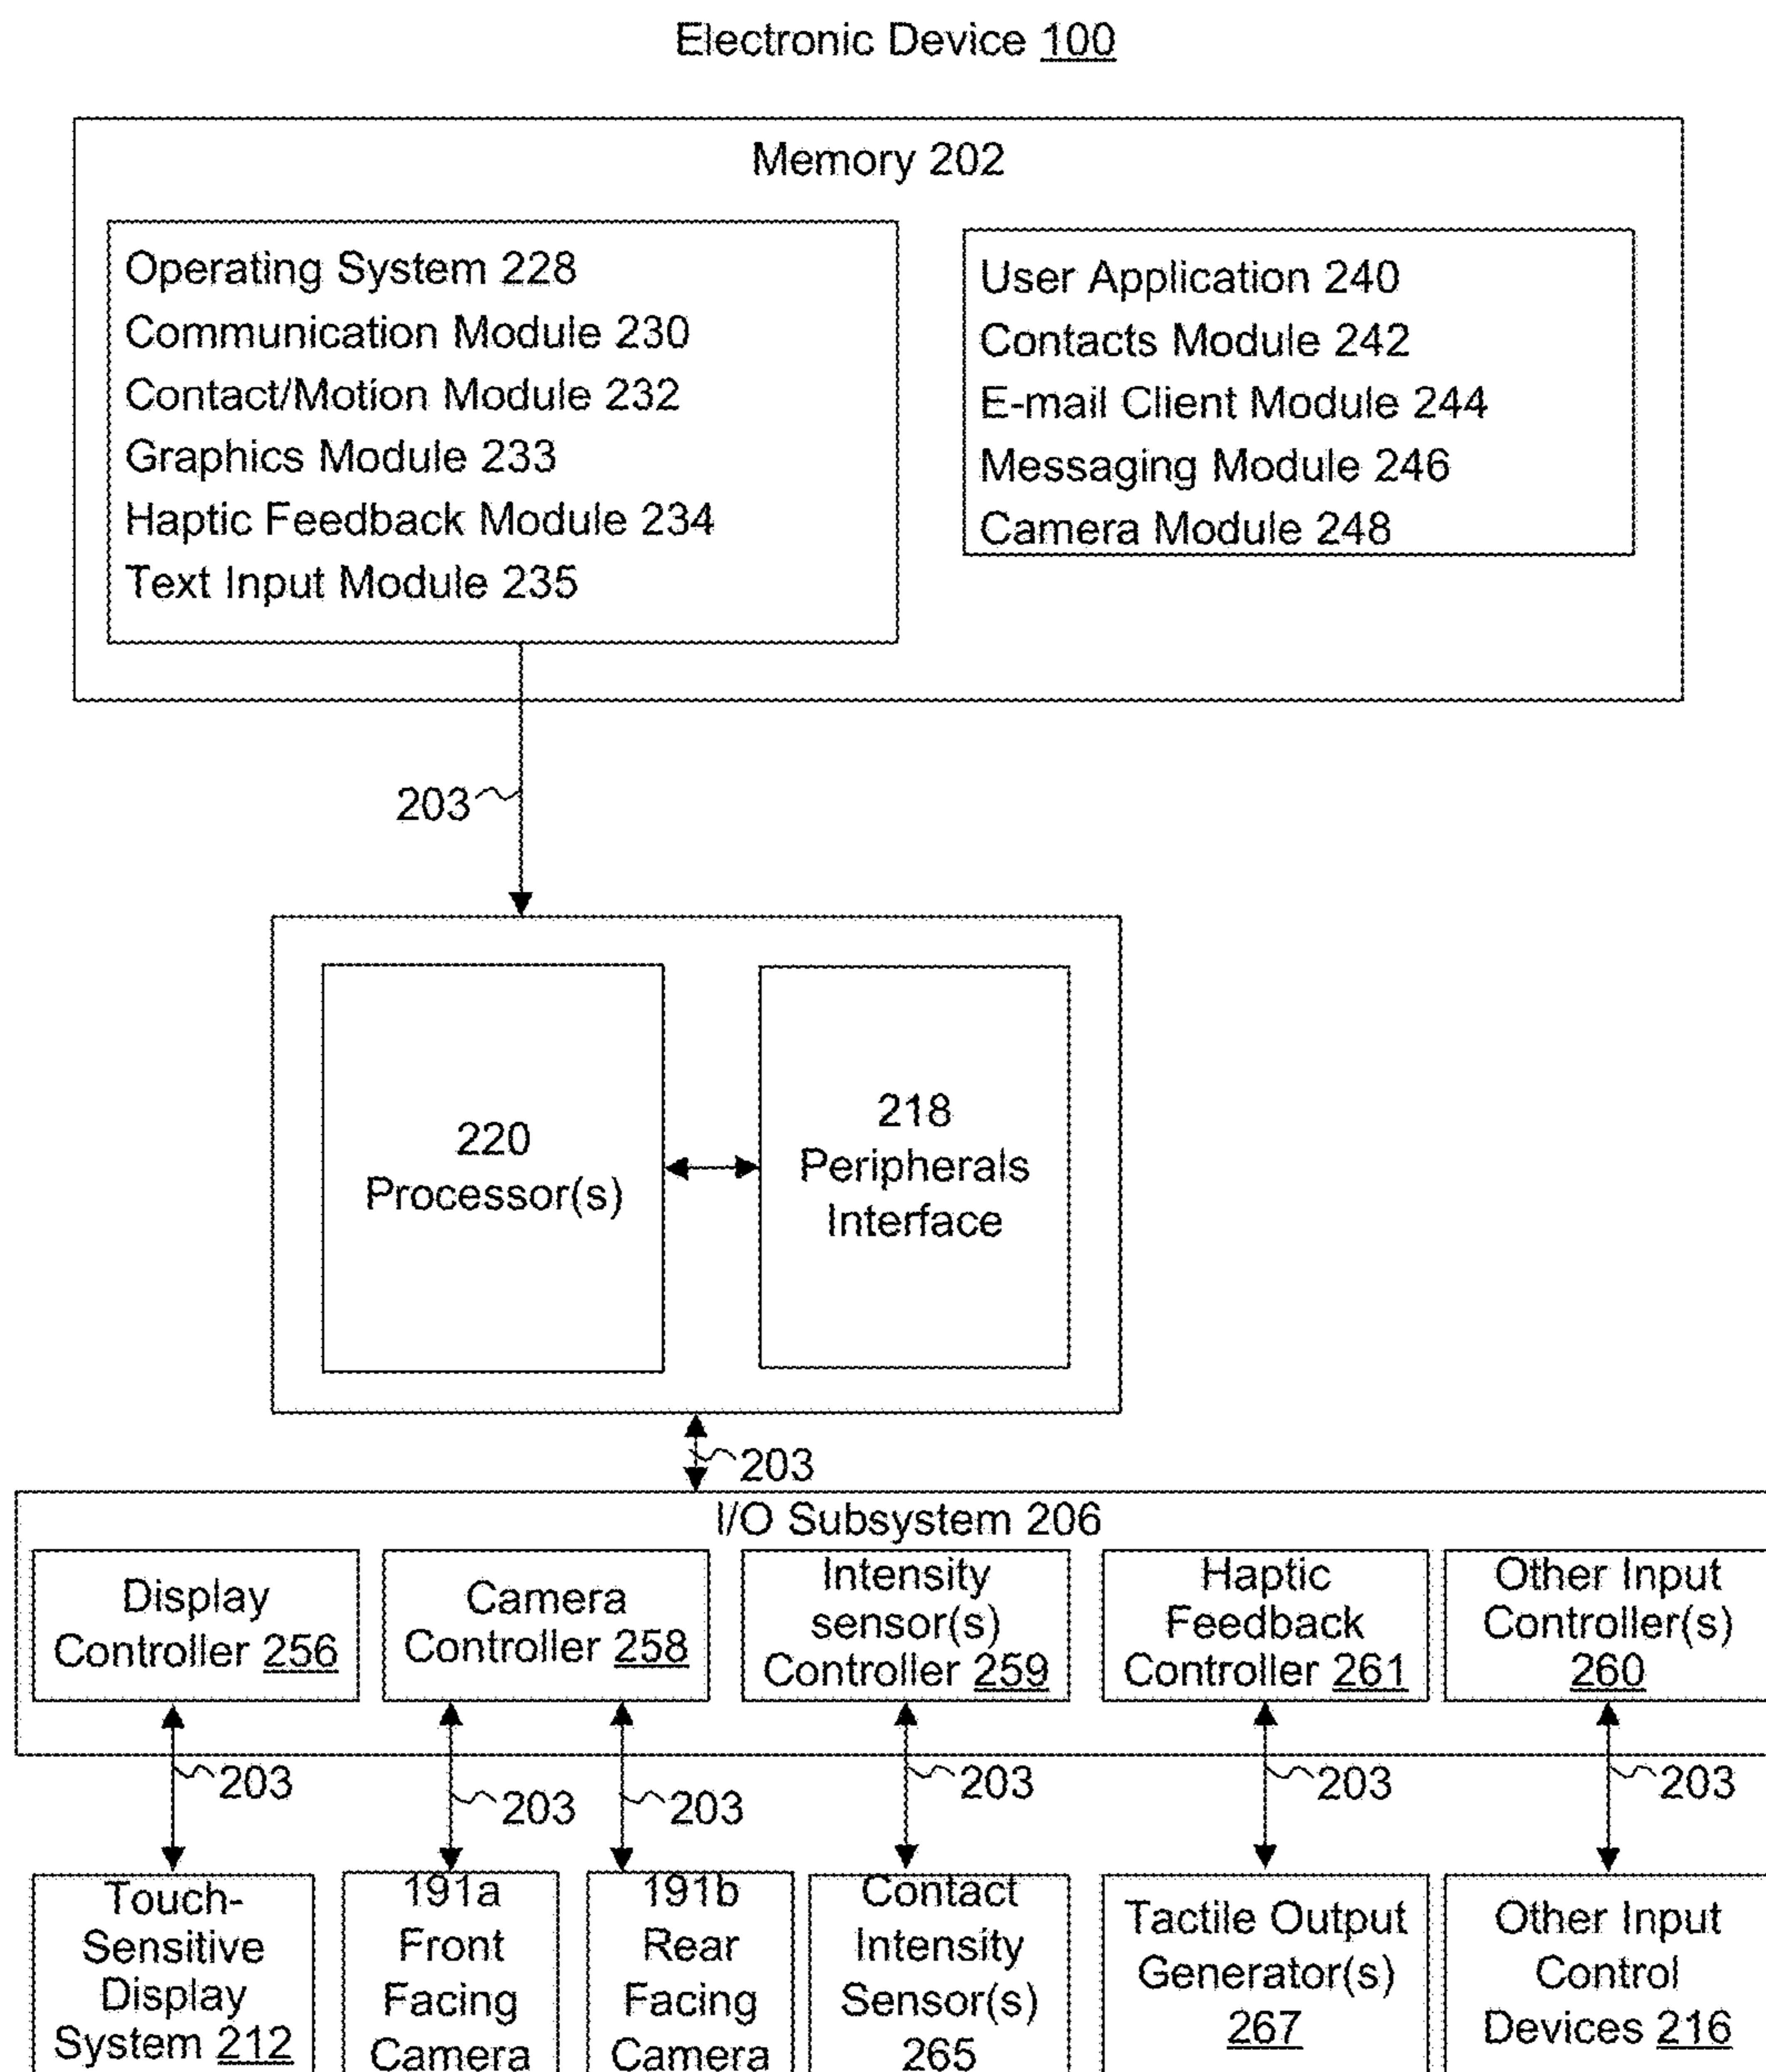 Electronic Device 100
Memory 202
Operating System 228
Communication Module 230
Contact/Motion Module 232
Graphics Module 233
Haptic Feedback Module 234
Text Input Module 235
User Application 240
Contacts Module 242
E-mail Client Module 244
Messaging Module 246
Camera Module 248
203
220
Processor(s)
218
Peripherals
Interface
203
I/O Subsystem 206
Display
Controller 256
Camera
Controller 258
Intensity
sensor(s)
Controller 259
Haptic
Feedback
Controller 261
Other Input
Controller(s)
260
203
203
203
203
203
203
Touch-
Sensitive
Display
System 212
191a
Front
Facing
Camera
191b
Rear
Facing
Camera
Contact
Intensity
Sensor(s)
265
Tactile Output
Generator(s)
267
Other Input
Control
Devices 216